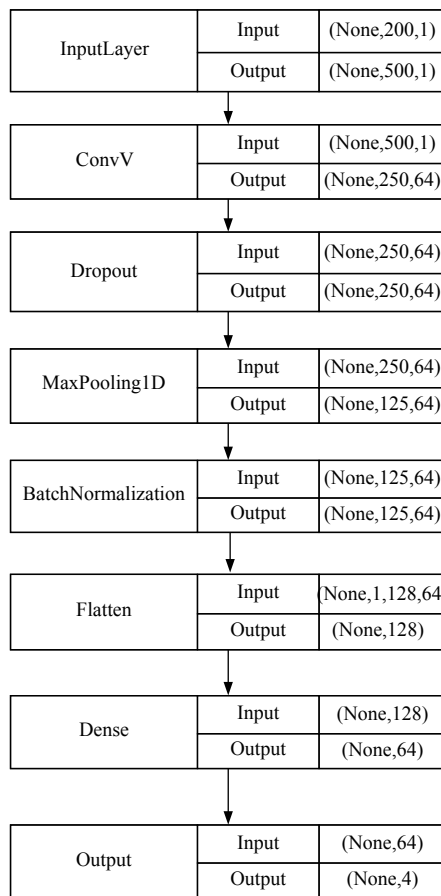 InputLayer
Input
(None,200,1)
Output
(None,500,1)
ConvV
Input
(None,500,1)
Output
(None,250,64)
Dropout
Input
(None,250,64)
Output
(None,250,64)
MaxPooling1D
Input
(None,250,64)
Output
(None,125,64)
BatchNormalization
Input
(None,125,64)
Output
(None,125,64)
Flatten
Input
(None,1,128,64
Output
(None,128)
Dense
Input
(None,128)
Output
(None,64)
Output
Input
(None,64)
Output
(None,4)